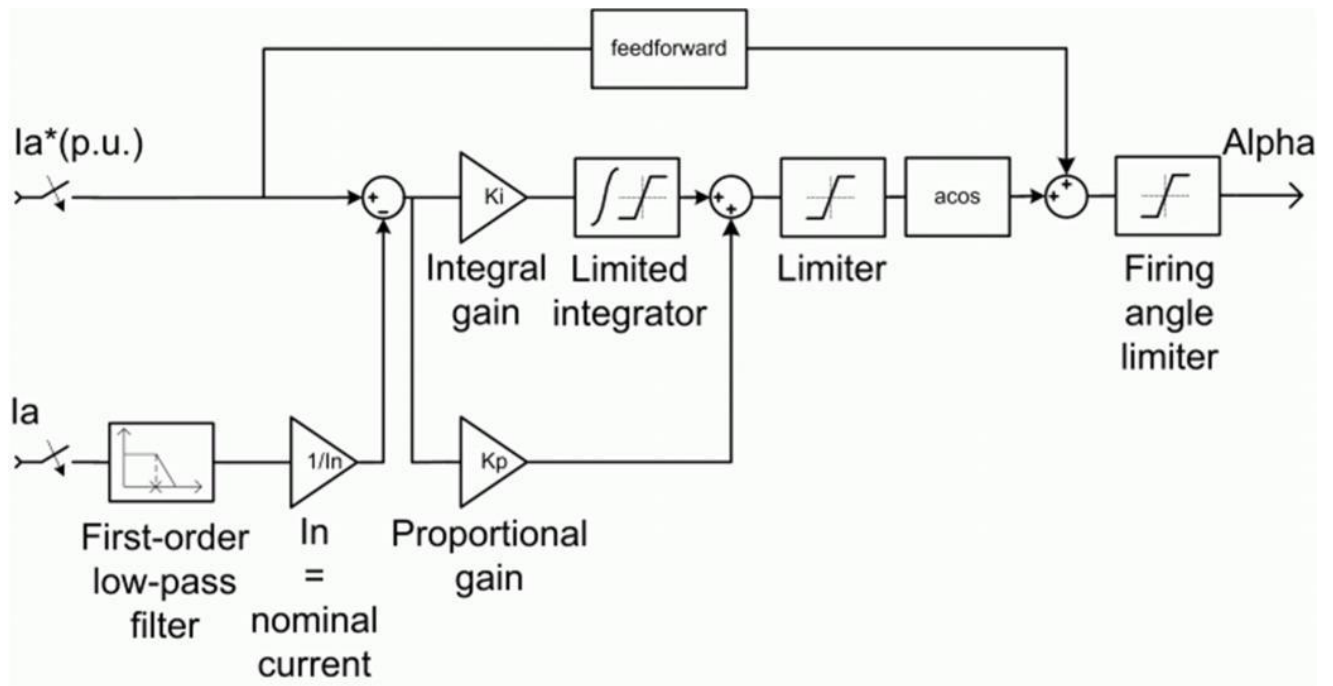 feedforward
Ia*(p.u.)
Alpha
Ki
acos
Integral
gain
Limited
integrator
Limiter
Firing
angle
limiter
Ia
1/In
Kp
First-order
low-pass
filter
In
=
nominal
current
Proportional
gain